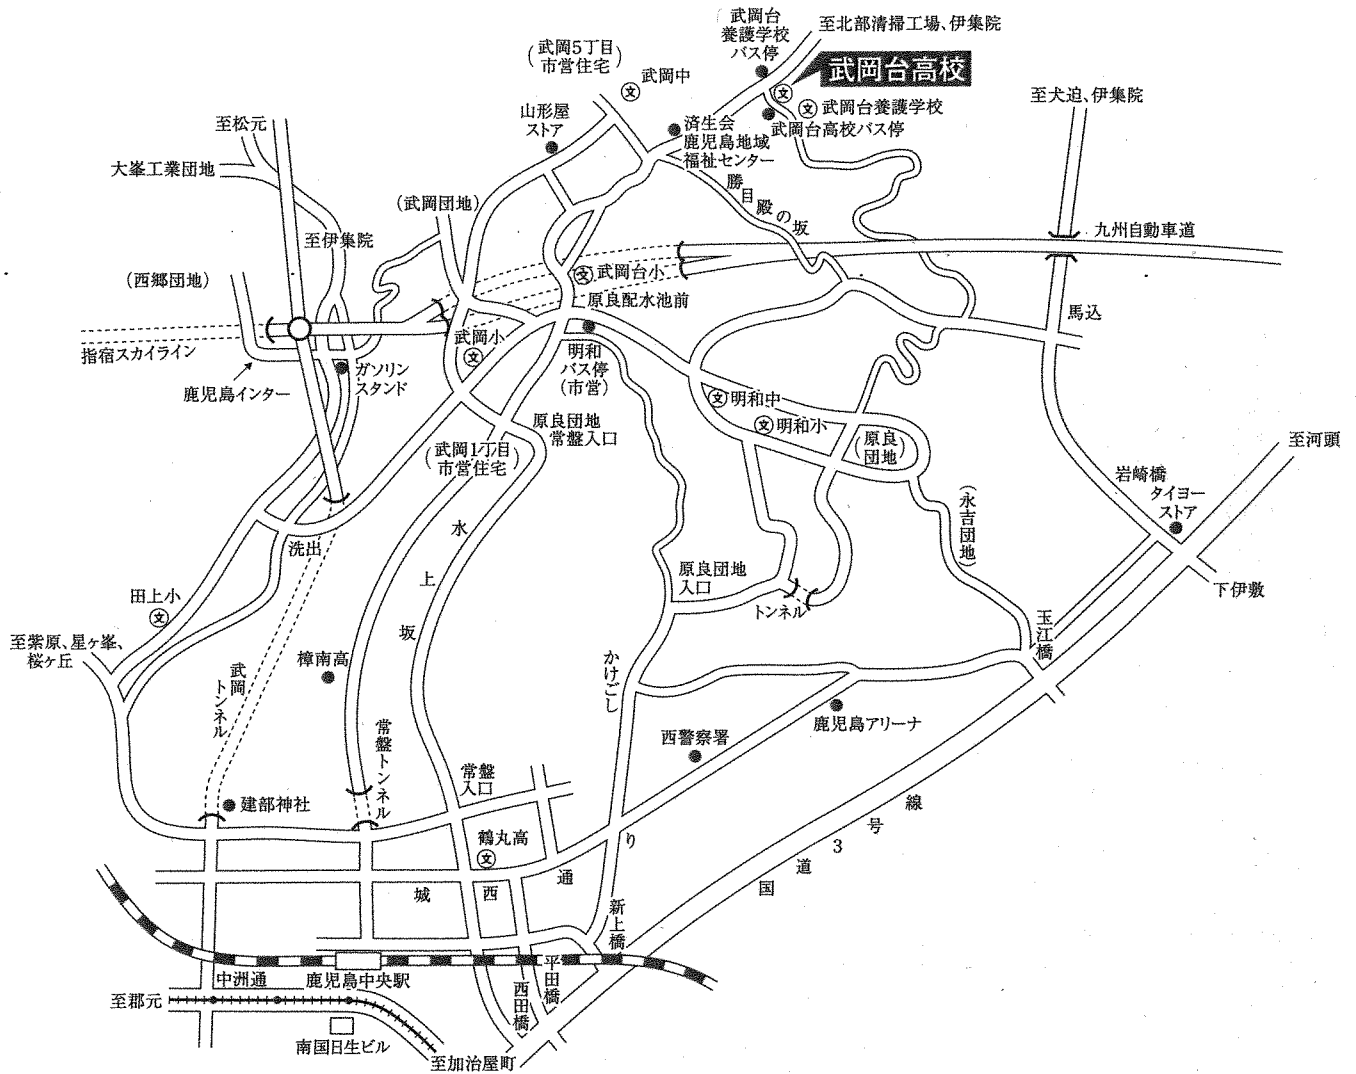 武岡台
養護学校
バス停
至北部清掃工場、伊集院
武岡台高校
(武岡5丁目
市営住宅)
武岡中
文
文
文
武岡台養護学校
武岡台高校バス停
至犬迫、伊集院
山形屋
ストア
済生会
鹿児島地域
福祉センター
至松元
大峯工業団地
(武岡団地)
勝目殿の坂
至伊集院
九州自動車道
(西郷団地)
文
武岡台小
原良配水池前
馬込
指宿スカイライン
武岡小
文
明和
バス停
(市営)
鹿児島インター
ガソリン
スタンド
文
明和中
文
明和小
原良団地
常盤入口
(原良
団地)
至河頭
(武岡1丁目
市営住宅)
岩崎橋
タイヨー
ストア
(永吉団地)
洗出
水上坂
原良団地
入口
トンネル
下伊敷
田上小
文
玉江橋
至紫原、星ヶ峯、
桜ヶ丘
武岡トンネル
樟南高
かけごし
常盤トンネル
鹿児島アリーナ
西警察署
常盤
入口
建部神社
国道3号線
鶴丸高
文
城西通り
新上橋
中洲通
鹿児島中央駅
平田橋
西田橋
至郡元
南国日生ビル
至加治屋町